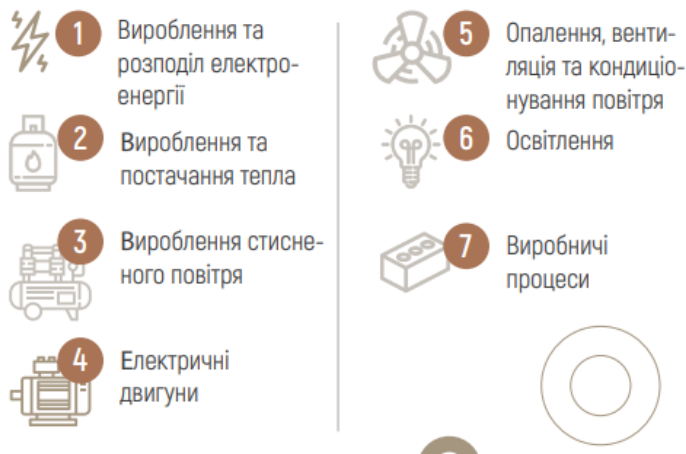 1
Вироблення та
розподіл електро-
енергії
2
Вироблення та
постачання тепла
3
Вироблення стисне-
ного повітря
4
Електричні
двигуни
5
Опалення, венти-
ляція та кондиціо-
нування повітря
6
Освітлення
7
Виробничі
процеси